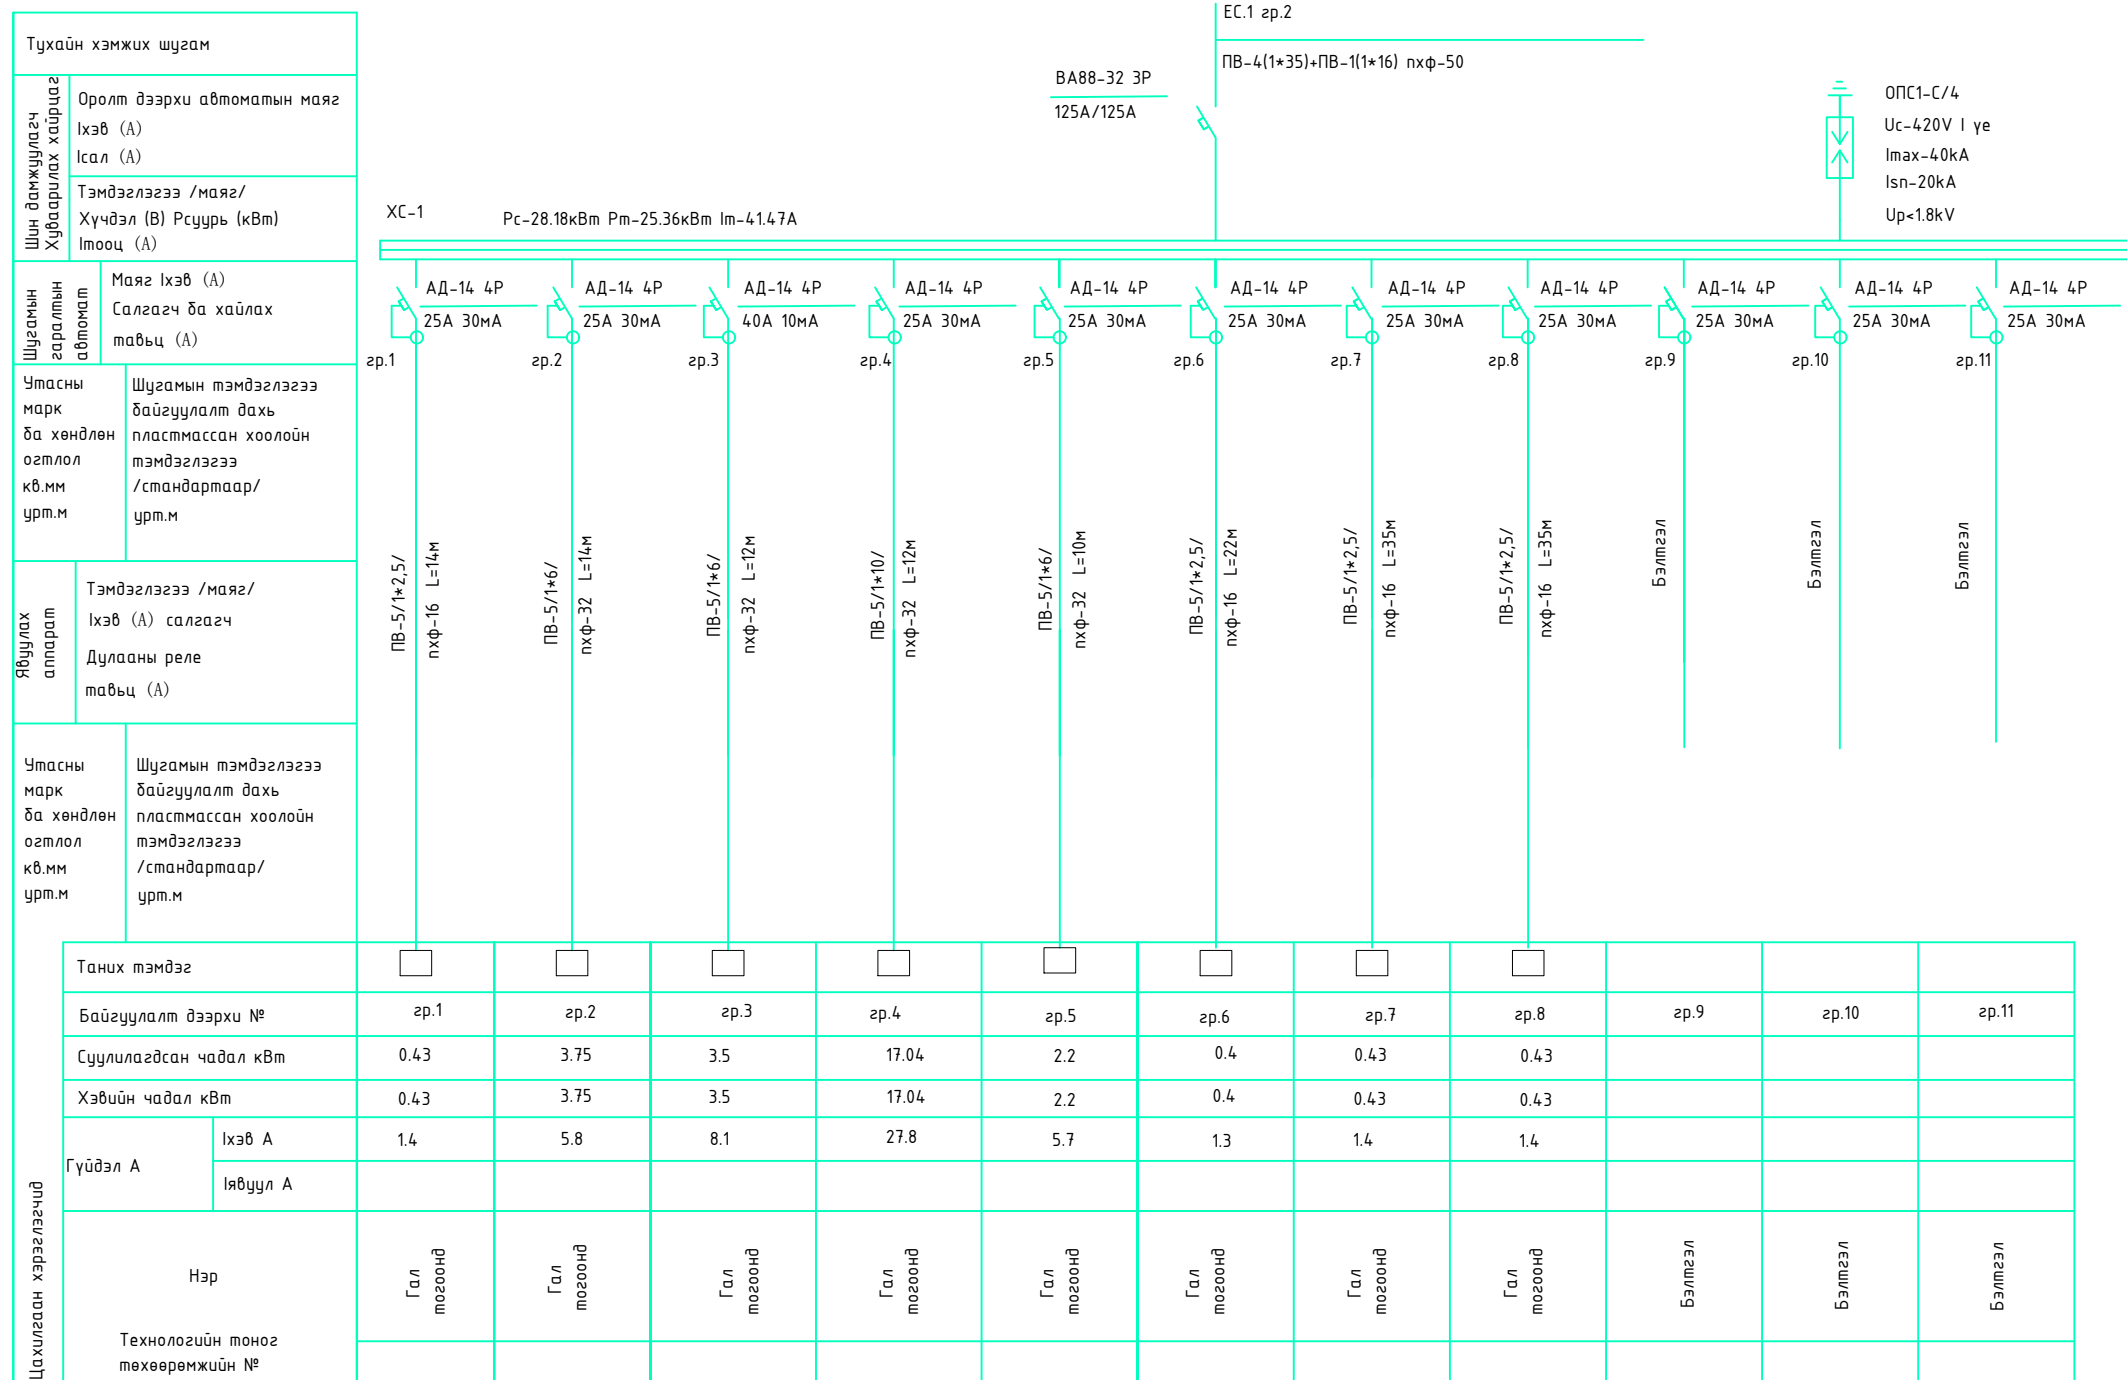 ЕС.1 гр.2
ПВ-4(1*35)+ПВ-1(1*16) пхф-50
ВА88-32 3Р
125А/125А
ОПС1-С/4
Uc-420V I үе
Imax-40kA
Isn-20kA
Up<1.8kV
Тухайн хэмжих шугам
Шин дамжуулагч
Хуваарилах хайрцаг
Оролт дээрхи автоматын маяг
Iхэв (А)
Iсал (А)
Тэмдэглэгээ /маяг/
Хүчдэл (В) Рсуурь (кВт)
Iтооц (А)
ХС-1
Рс-28.18кВт Рт-25.36кВт Iт-41.47А
Шугамын
гаралтын
автомат
Маяг Iхэв (А)
Салгагч ба хайлах
тавьц (А)
АД-14 4Р
25А 30мА
гр.1
АД-14 4Р
25А 30мА
гр.2
АД-14 4Р
40А 10мА
гр.3
АД-14 4Р
25А 30мА
гр.4
АД-14 4Р
25А 30мА
гр.5
АД-14 4Р
25А 30мА
гр.6
АД-14 4Р
25А 30мА
гр.7
АД-14 4Р
25А 30мА
гр.8
АД-14 4Р
25А 30мА
гр.9
АД-14 4Р
25А 30мА
гр.10
АД-14 4Р
25А 30мА
гр.11
Утасны
марк
ба хөндлөн
огтлол
кв.мм
урт.м
Шугамын тэмдэглэгээ
байгуулалт дахь
пластмассан хоолойн
тэмдэглэгээ
/стандартаар/
урт.м
ПВ-5/1*2,5/
пхф-16 L=14м
ПВ-5/1*6/
пхф-32 L=14м
ПВ-5/1*6/
пхф-32 L=12м
ПВ-5/1*10/
пхф-32 L=12м
ПВ-5/1*6/
пхф-32 L=10м
ПВ-5/1*2,5/
пхф-16 L=22м
ПВ-5/1*2,5/
пхф-16 L=35м
ПВ-5/1*2,5/
пхф-16 L=35м
Бэлтгэл
Бэлтгэл
Бэлтгэл
Явуулах
аппарат
Тэмдэглэгээ /маяг/
Iхэв (А) салгагч
Дулааны реле
тавьц (А)
Утасны
марк
ба хөндлөн
огтлол
кв.мм
урт.м
Шугамын тэмдэглэгээ
байгуулалт дахь
пластмассан хоолойн
тэмдэглэгээ
/стандартаар/
урт.м
Цахилгаан хэрэглэгчид
Таних тэмдэг
Байгуулалт дээрхи № гр.1 гр.2 гр.3 гр.4 гр.5 гр.6 гр.7 гр.8 гр.9 гр.10 гр.11
Суулилагдсан чадал кВт 0.43 3.75 3.5 17.04 2.2 0.4 0.43 0.43
Хэвийн чадал кВт 0.43 3.75 3.5 17.04 2.2 0.4 0.43 0.43
Гүйдэл А
Iхэв А 1.4 5.8 8.1 27.8 5.7 1.3 1.4 1.4
Iявуул А
Нэр
Гал
тогоонд
Гал
тогоонд
Гал
тогоонд
Гал
тогоонд
Гал
тогоонд
Гал
тогоонд
Гал
тогоонд
Гал
тогоонд
Бэлтгэл
Бэлтгэл
Бэлтгэл
Технологийн тоног
төхөөрөмжийн №